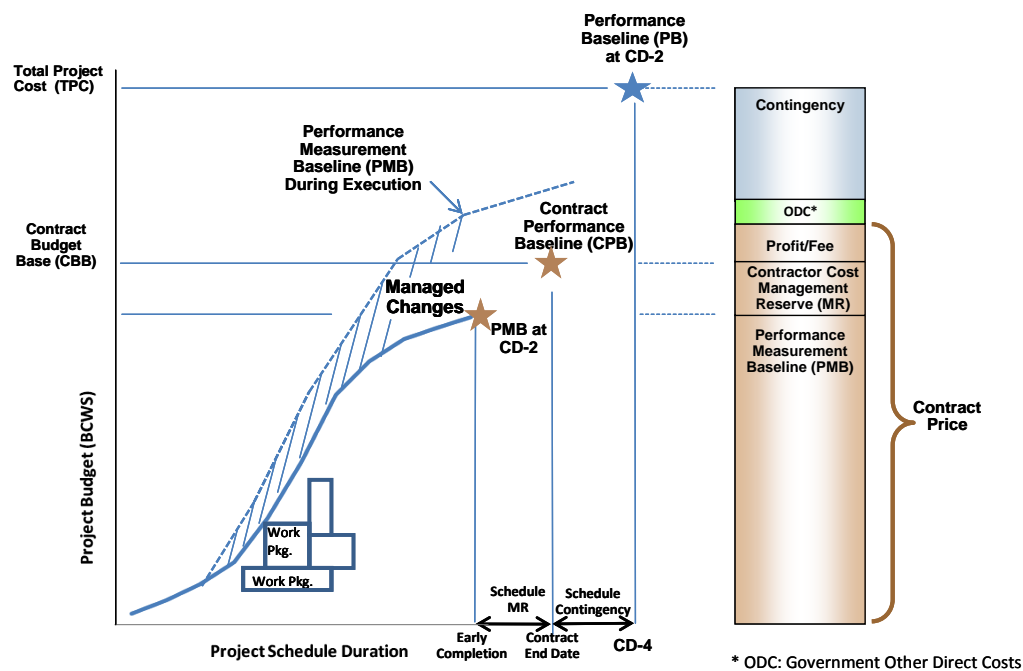 Performance
Baseline (PB)
at CD-2
Total Project
Cost (TPC)
Contingency
Performance
Measurement
Baseline (PMB)
During Execution
ODC*
Contract
Budget
Base (CBB)
Contract
Performance
Baseline (CPB)
Profit/Fee
Contractor Cost
Management
Reserve (MR)
Managed
Changes
PMB at
CD-2
Performance
Measurement
Baseline (PMB)
Contract
Price
Project Budget (BCWS)
Work
Pkg.
Work Pkg.
Schedule
MR
Schedule
Contingency
Project Schedule Duration
Early
Completion
Contract
End Date
CD-4
* ODC: Government Other Direct Costs